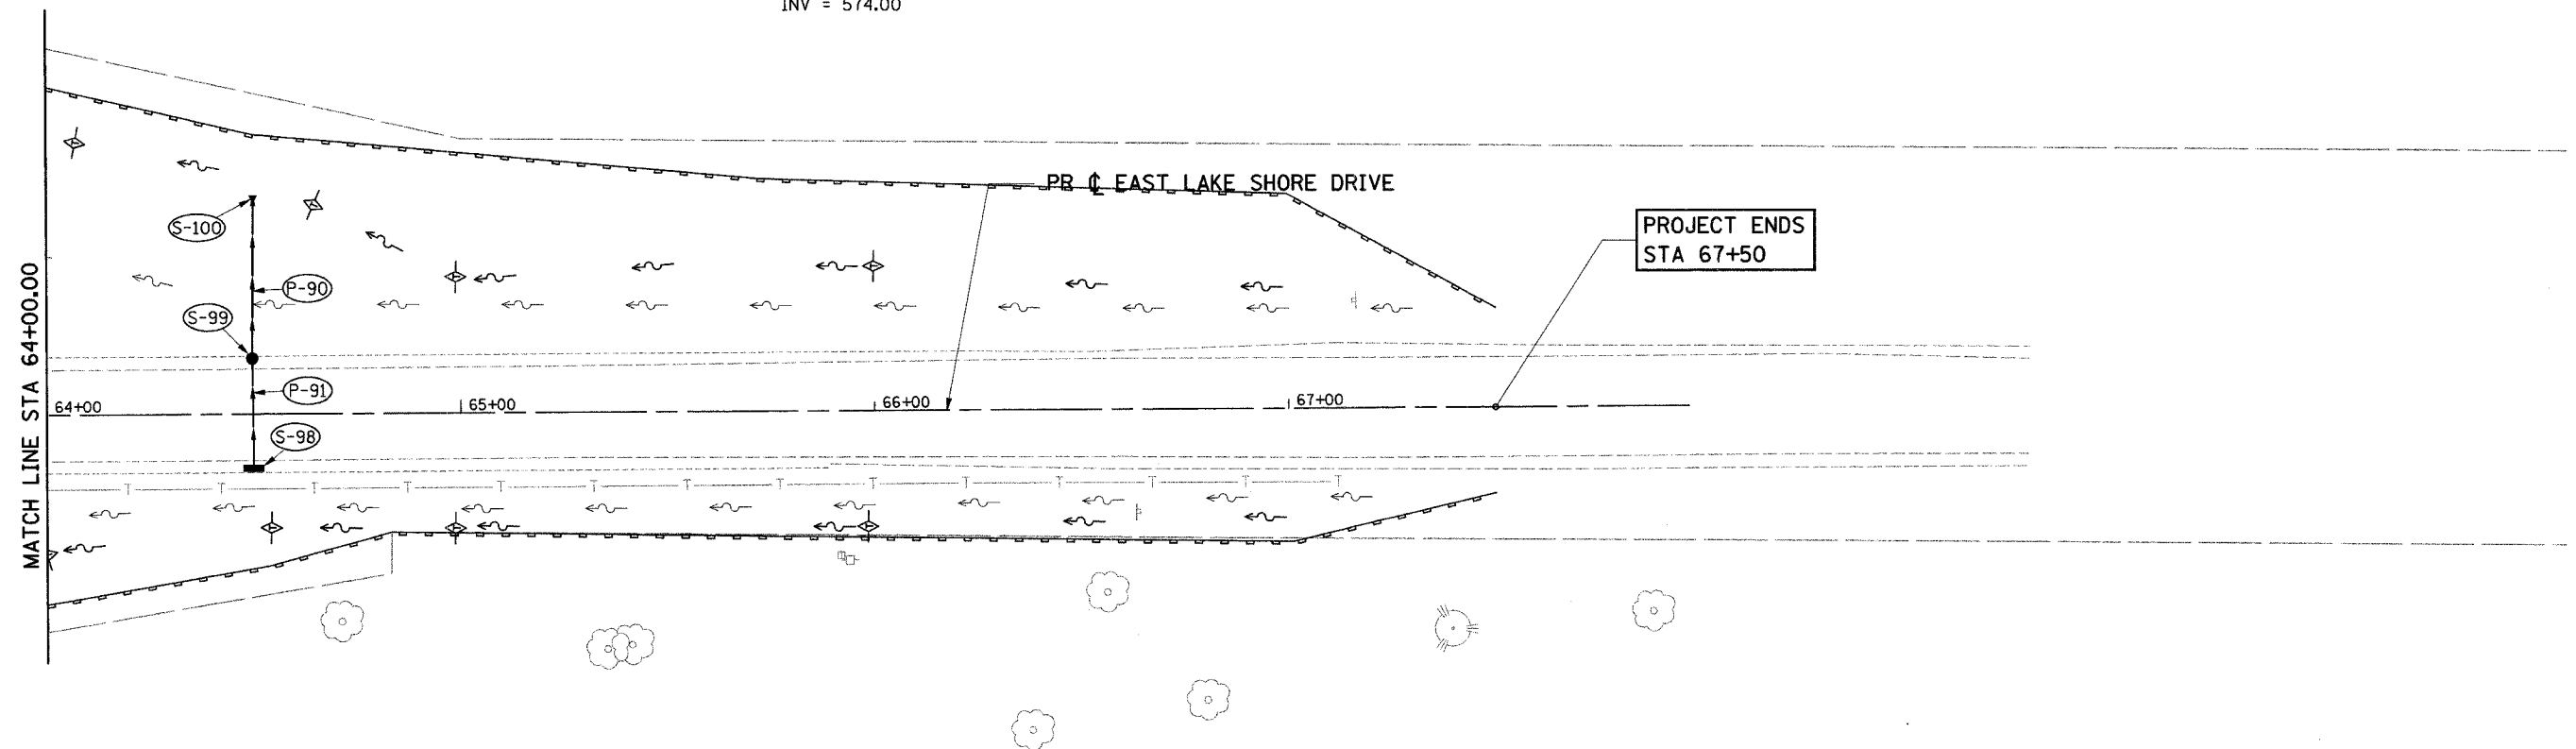 INV = 574.00
PR ℄ EAST LAKE SHORE DRIVE
S-100
PROJECT ENDS
STA 67+50
P-90
S-99
MATCH LINE STA 64+00.00
P-91
64+00
65+00
66+00
67+00
S-98
T T T T T T T T T T T T T T